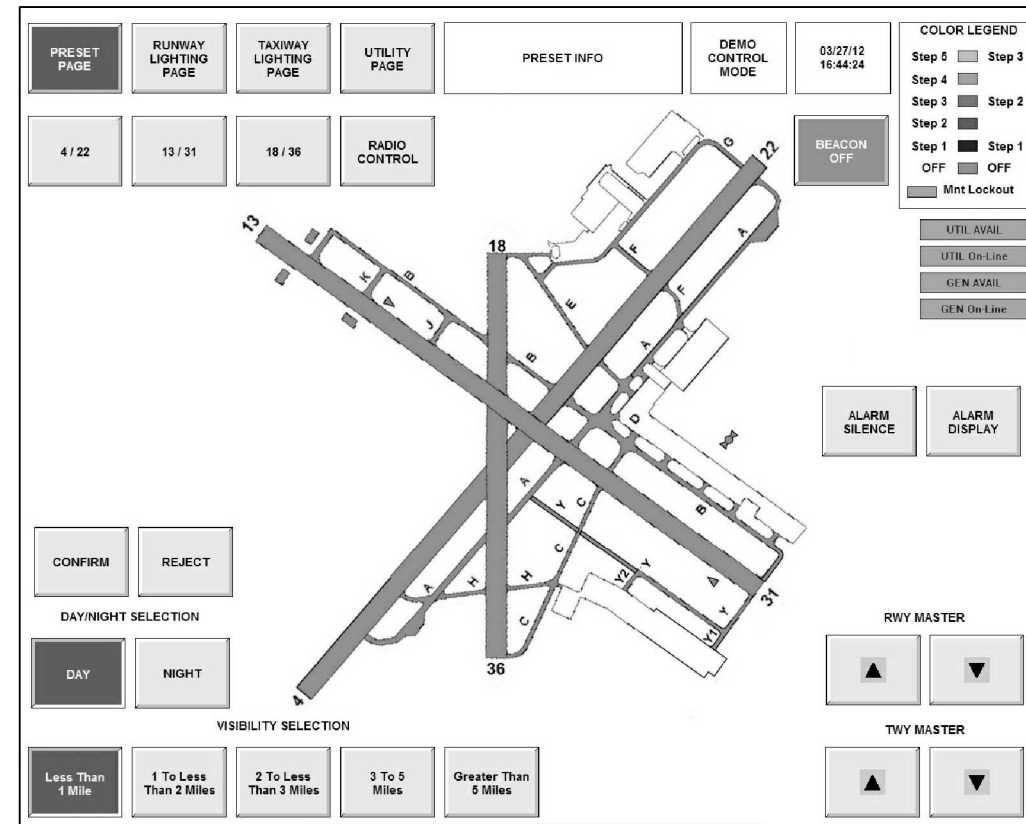 PRESET
PAGE
RUNWAY
LIGHTING
PAGE
TAXIWAY
LIGHTING
PAGE
UTILITY
PAGE
PRESET INFO
DEMO
CONTROL
MODE
03/27/12
16:44:24
COLOR LEGEND
Step 5 Step 3
Step 4
Step 3 Step 2
Step 2
Step 1 Step 1
OFF OFF
Mnt Lockout
4 / 22
13 / 31
18 / 36
RADIO
CONTROL
BEACON
OFF
UTIL AVAIL
UTIL On-Line
GEN AVAIL
GEN On-Line
G
22
13
18
F
A
K
B
E
F
J
B
A
D
A
Y
C
B
C
Y
A
H
H
Y2
Y
31
C
Y1
36
4
ALARM
SILENCE
ALARM
DISPLAY
CONFIRM
REJECT
DAY/NIGHT SELECTION
DAY
NIGHT
RWY MASTER
▲
▼
VISIBILITY SELECTION
TWY MASTER
▲
▼
Less Than
1 Mile
1 To Less
Than 2 Miles
2 To Less
Than 3 Miles
3 To 5
Miles
Greater Than
5 Miles